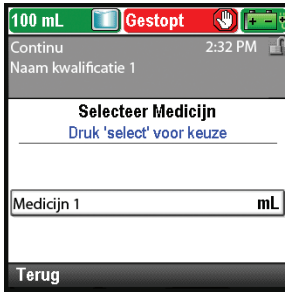 100 mL Gestopt
Continu 2:32 PM
Naam kwalificatie 1
Selecteer Medicijn
Druk 'select' voor keuze
Medicijn 1 mL
Terug